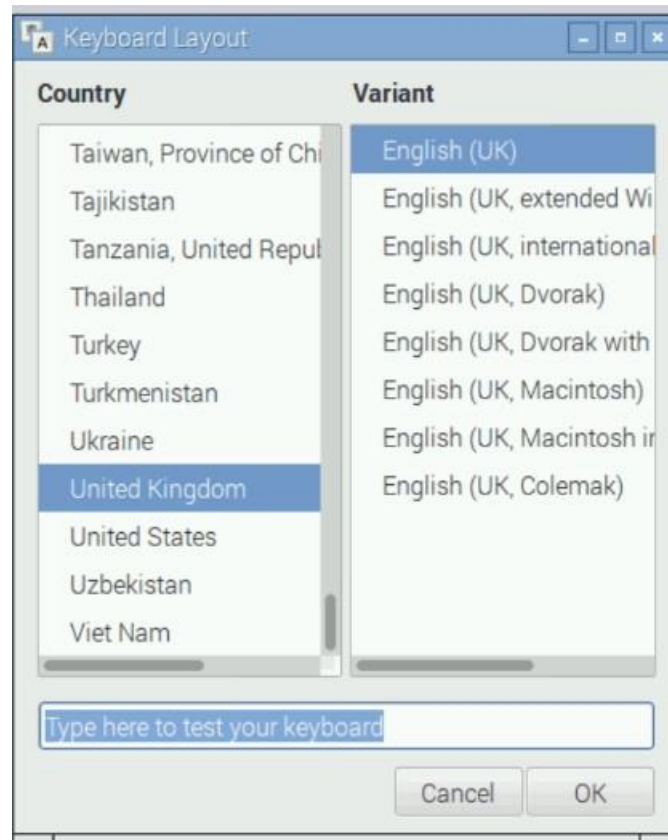 Keyboard Layout
Country
Variant
Taiwan, Province of Chi
Tajikistan
Tanzania, United Repub
Thailand
Turkey
Turkmenistan
Ukraine
United Kingdom
United States
Uzbekistan
Viet Nam
English (UK)
English (UK, extended Wi
English (UK, international
English (UK, Dvorak)
English (UK, Dvorak with
English (UK, Macintosh)
English (UK, Macintosh in
English (UK, Colemak)
Type here to test your keyboard
Cancel
OK